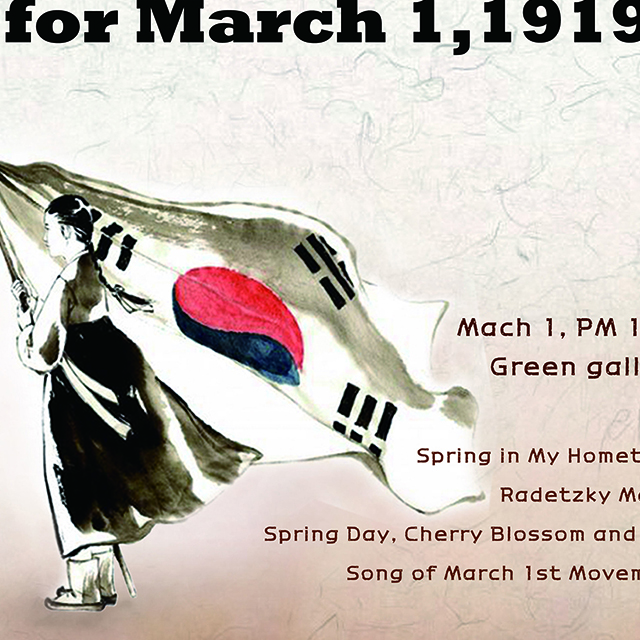 for March 1,1919
Mach 1, PM 1
Green gall
Spring in My Homet
Radetzky M
Spring Day, Cherry Blossom and
Song of March 1st Movem